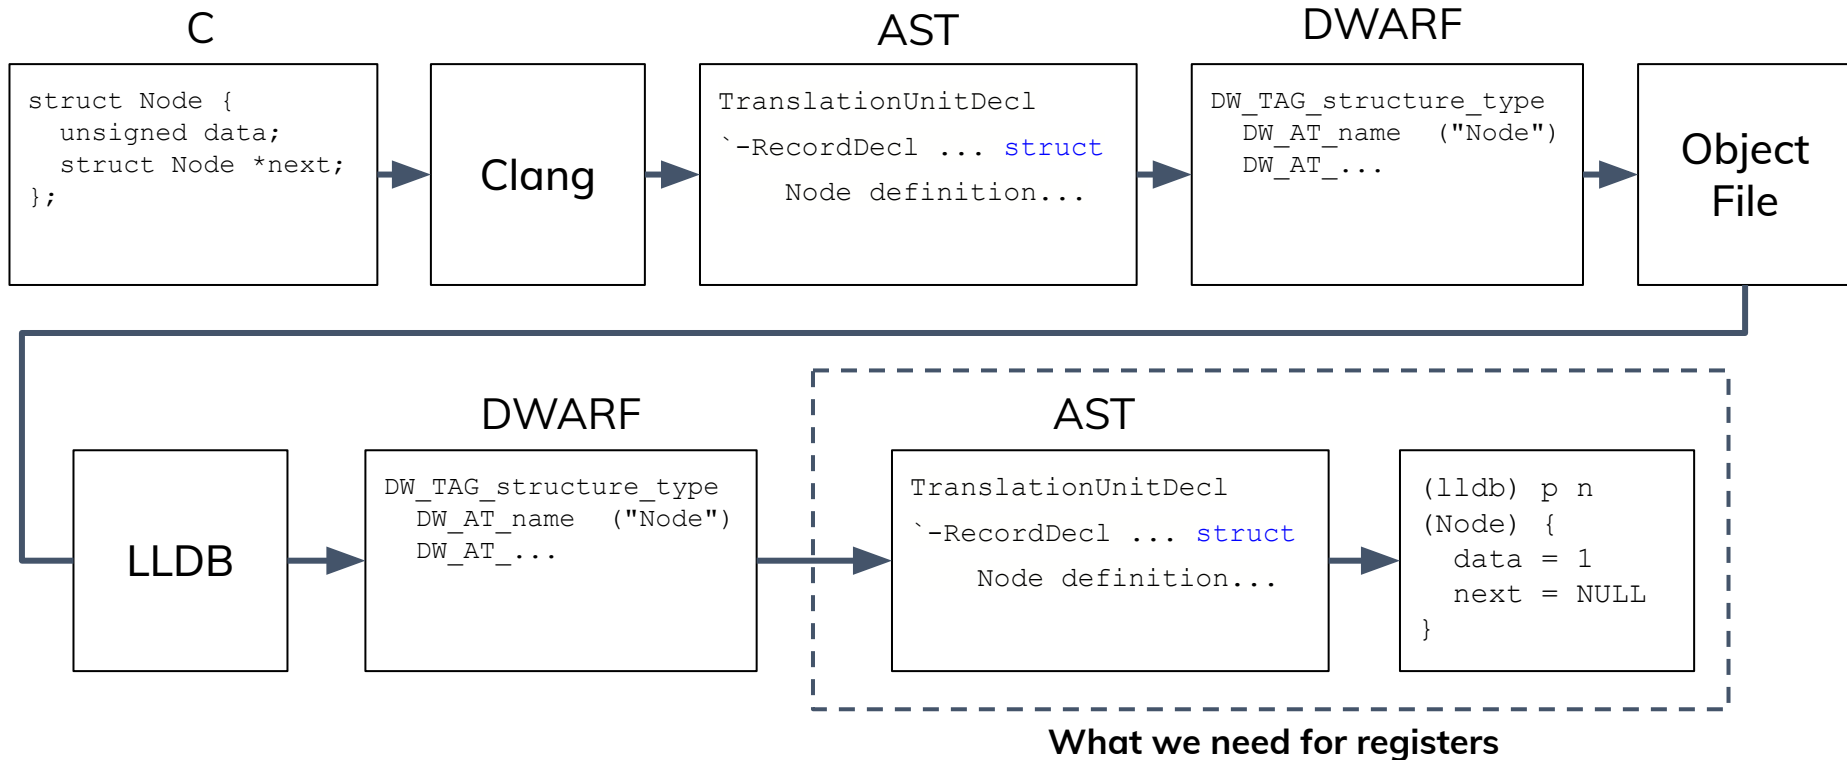 C
struct Node {
  unsigned data;
  struct Node *next;
};
Clang
AST
TranslationUnitDecl
`-RecordDecl ... struct
    Node definition...
DWARF
DW_TAG_structure_type
  DW_AT_name  ("Node")
  DW_AT_...
Object
File
LLDB
DWARF
DW_TAG_structure_type
  DW_AT_name  ("Node")
  DW_AT_...
AST
TranslationUnitDecl
`-RecordDecl ... struct
    Node definition...
(lldb) p n
(Node) {
  data = 1
  next = NULL
}
What we need for registers